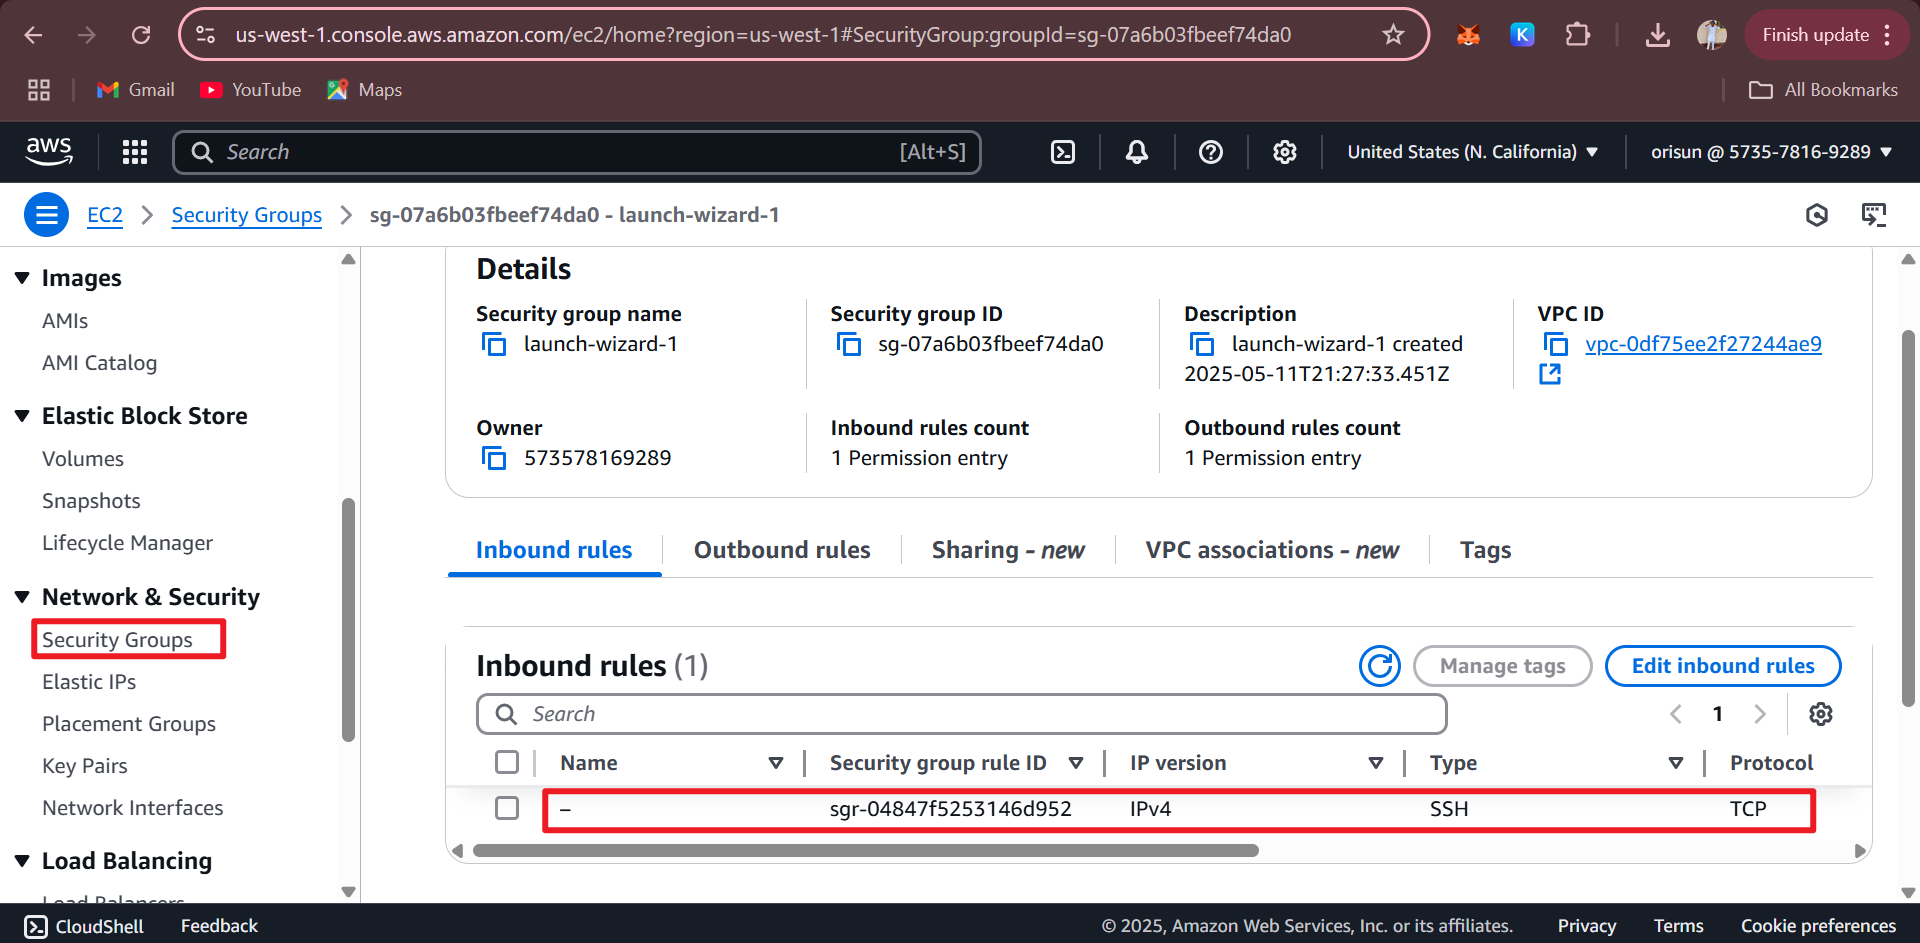 us-west-1.console.aws.amazon.com/ec2/home?region=us-west-1#SecurityGroup:groupId=sg-07a6b03fbeef74da0
K
Finish update
Gmail
YouTube
Maps
All Bookmarks
aws
Search
[Alt+S]
United States (N. California)
orisun @ 5735-7816-9289
EC2
Security Groups
sg-07a6b03fbeef74da0 - launch-wizard-1
Images
AMIs
AMI Catalog
Elastic Block Store
Volumes
Snapshots
Lifecycle Manager
Network & Security
Security Groups
Elastic IPs
Placement Groups
Key Pairs
Network Interfaces
Load Balancing
Load Balancers
Details
Security group name
launch-wizard-1
Security group ID
sg-07a6b03fbeef74da0
Description
launch-wizard-1 created
2025-05-11T21:27:33.451Z
VPC ID
vpc-0df75ee2f27244ae9
Owner
573578169289
Inbound rules count
1 Permission entry
Outbound rules count
1 Permission entry
Inbound rules
Outbound rules
Sharing - new
VPC associations - new
Tags
Inbound rules (1)
Manage tags
Edit inbound rules
Search
1
Name
Security group rule ID
IP version
Type
Protocol
–
sgr-04847f5253146d952
IPv4
SSH
TCP
CloudShell
Feedback
© 2025, Amazon Web Services, Inc. or its affiliates.
Privacy
Terms
Cookie preferences